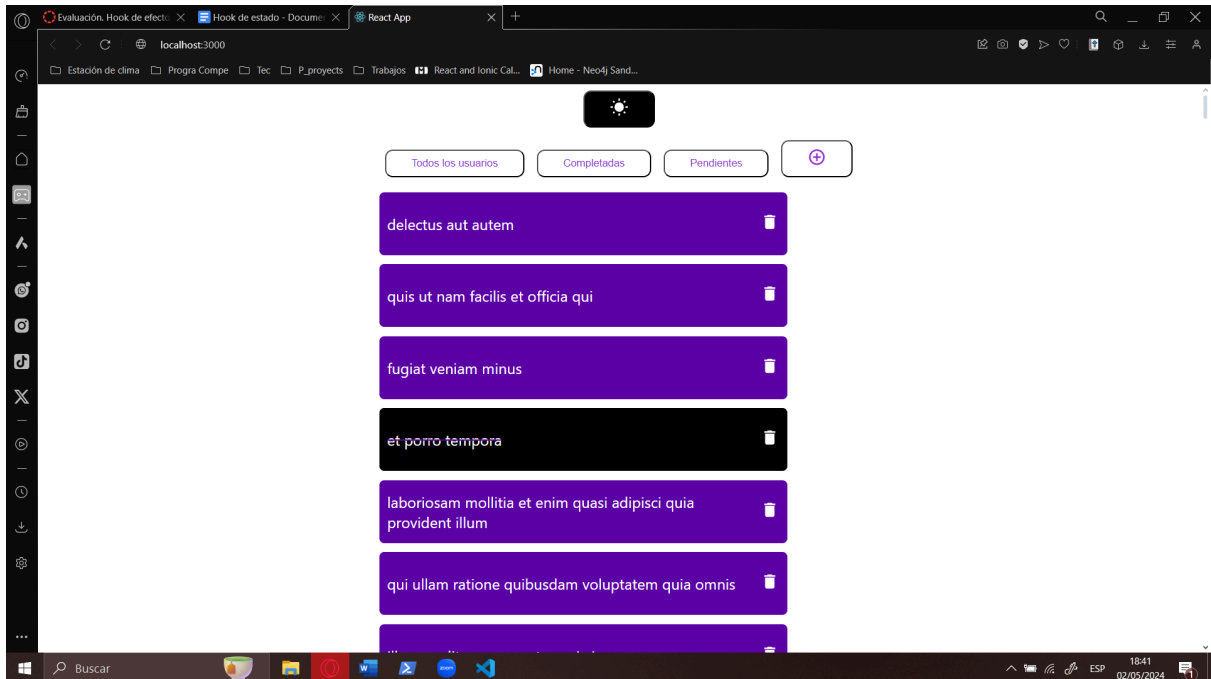 Evaluación. Hook de efecto
Hook de estado - Documen
React App
localhost:3000
Estación de clima
Progra Compe
Tec
P_proyects
Trabajos
React and Ionic Cal...
Home - Neo4j Sand...
Todos los usuarios
Completadas
Pendientes
delectus aut autem
quis ut nam facilis et officia qui
fugiat veniam minus
et porro tempora
laboriosam mollitia et enim quasi adipisci quia
provident illum
qui ullam ratione quibusdam voluptatem quia omnis
Buscar
zoom
ESP
18:41
02/05/2024